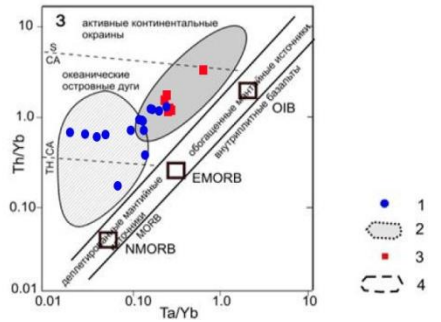 3
активные континентальные
окраины
S
CA
океанические
островные дуги
TH
CA
обогащенные мантийные источники,
внутриплитные базальты
деплетированные мантийные
источники
MORB
OIB
EMORB
NMORB
10
1.0
0.10
0.01
Th/Yb
0.01
0.10
1.0
10
Ta/Yb
1
2
3
4